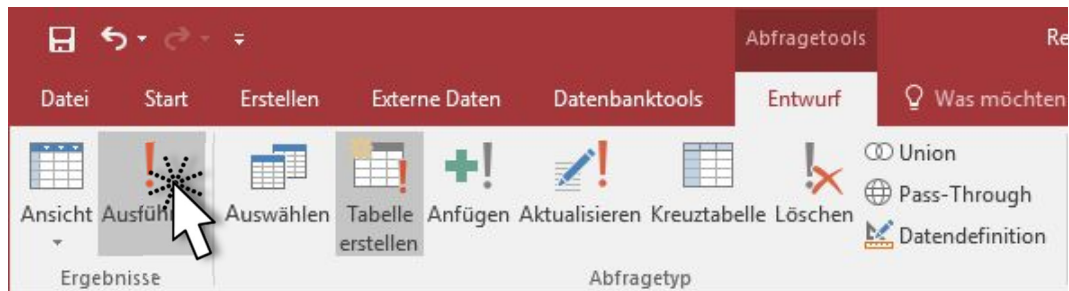 Abfragetools Re
Datei Start Erstellen Externe Daten Datenbanktools Entwurf Was möchten
Union
Pass-Through
Ansicht Ausfüh Auswählen Tabelle Anfügen Aktualisieren Kreuztabelle Löschen
erstellen Datendefinition
Ergebnisse Abfragetyp